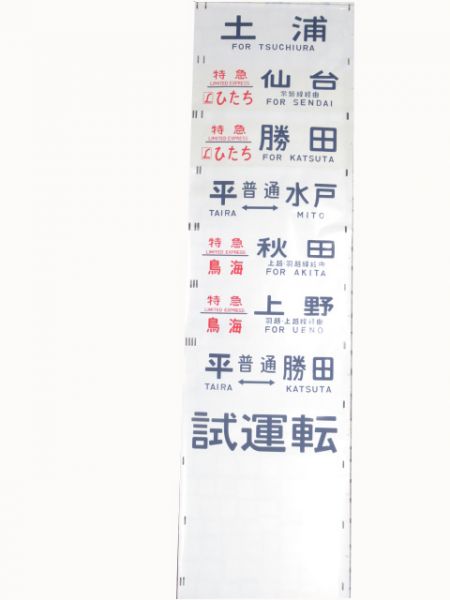 土浦
FOR TSUCHIURA
特急 仙台
LIMITED EXPRESS 常磐線経由
Lひたち FOR SENDAI
特急 勝田
LIMITED EXPRESS
Lひたち FOR KATSUTA
平 普通 水戸
TAIRA ↔ MITO
特急 秋田
LIMITED EXPRESS 上越・羽越線経由
鳥海 FOR AKITA
特急 上野
LIMITED EXPRESS 羽越・上越線経由
鳥海 FOR UENO
平 普通 勝田
TAIRA ↔ KATSUTA
試運転